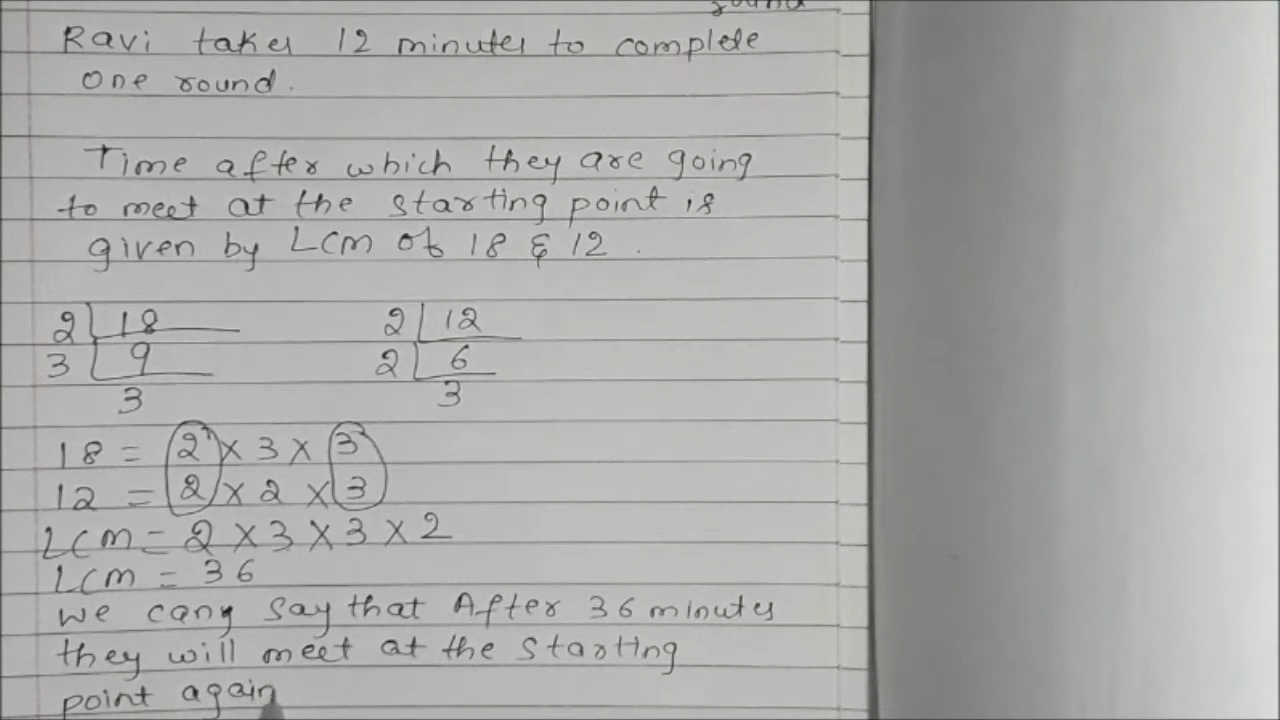 Ravi takes 12 minutes to complete
one round.
Time after which they are going
to meet at the starting point is
given by LCM of 18 & 12.
2 18 2 12
3 9 2 6
3 3
18 = 2 × 3 × 3
12 = 2 × 2 × 3
LCM = 2 × 3 × 3 × 2
LCM = 36
We cany say that After 36 minutes
they will meet at the starting
point again